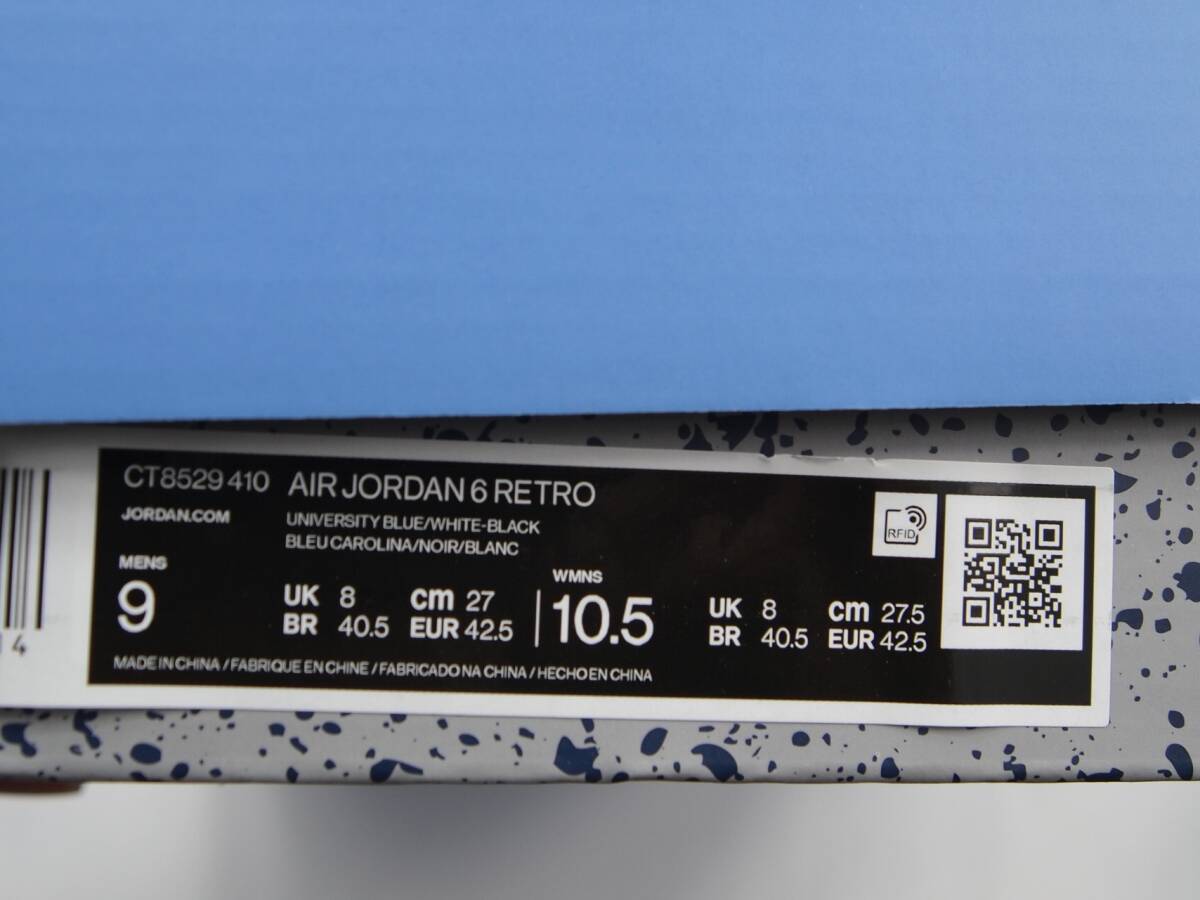 CT8529 410 AIR JORDAN 6 RETRO
JORDAN.COM
UNIVERSITY BLUE/WHITE-BLACK
BLEU CAROLINA/NOIR/BLANC
RFID
MENS
9
UK 8 cm 27
BR 40.5 EUR 42.5
WMNS
10.5
UK 8 cm 27.5
BR 40.5 EUR 42.5
MADE IN CHINA / FABRIQUE EN CHINE / FABRICADO NA CHINA / HECHO EN CHINA
4